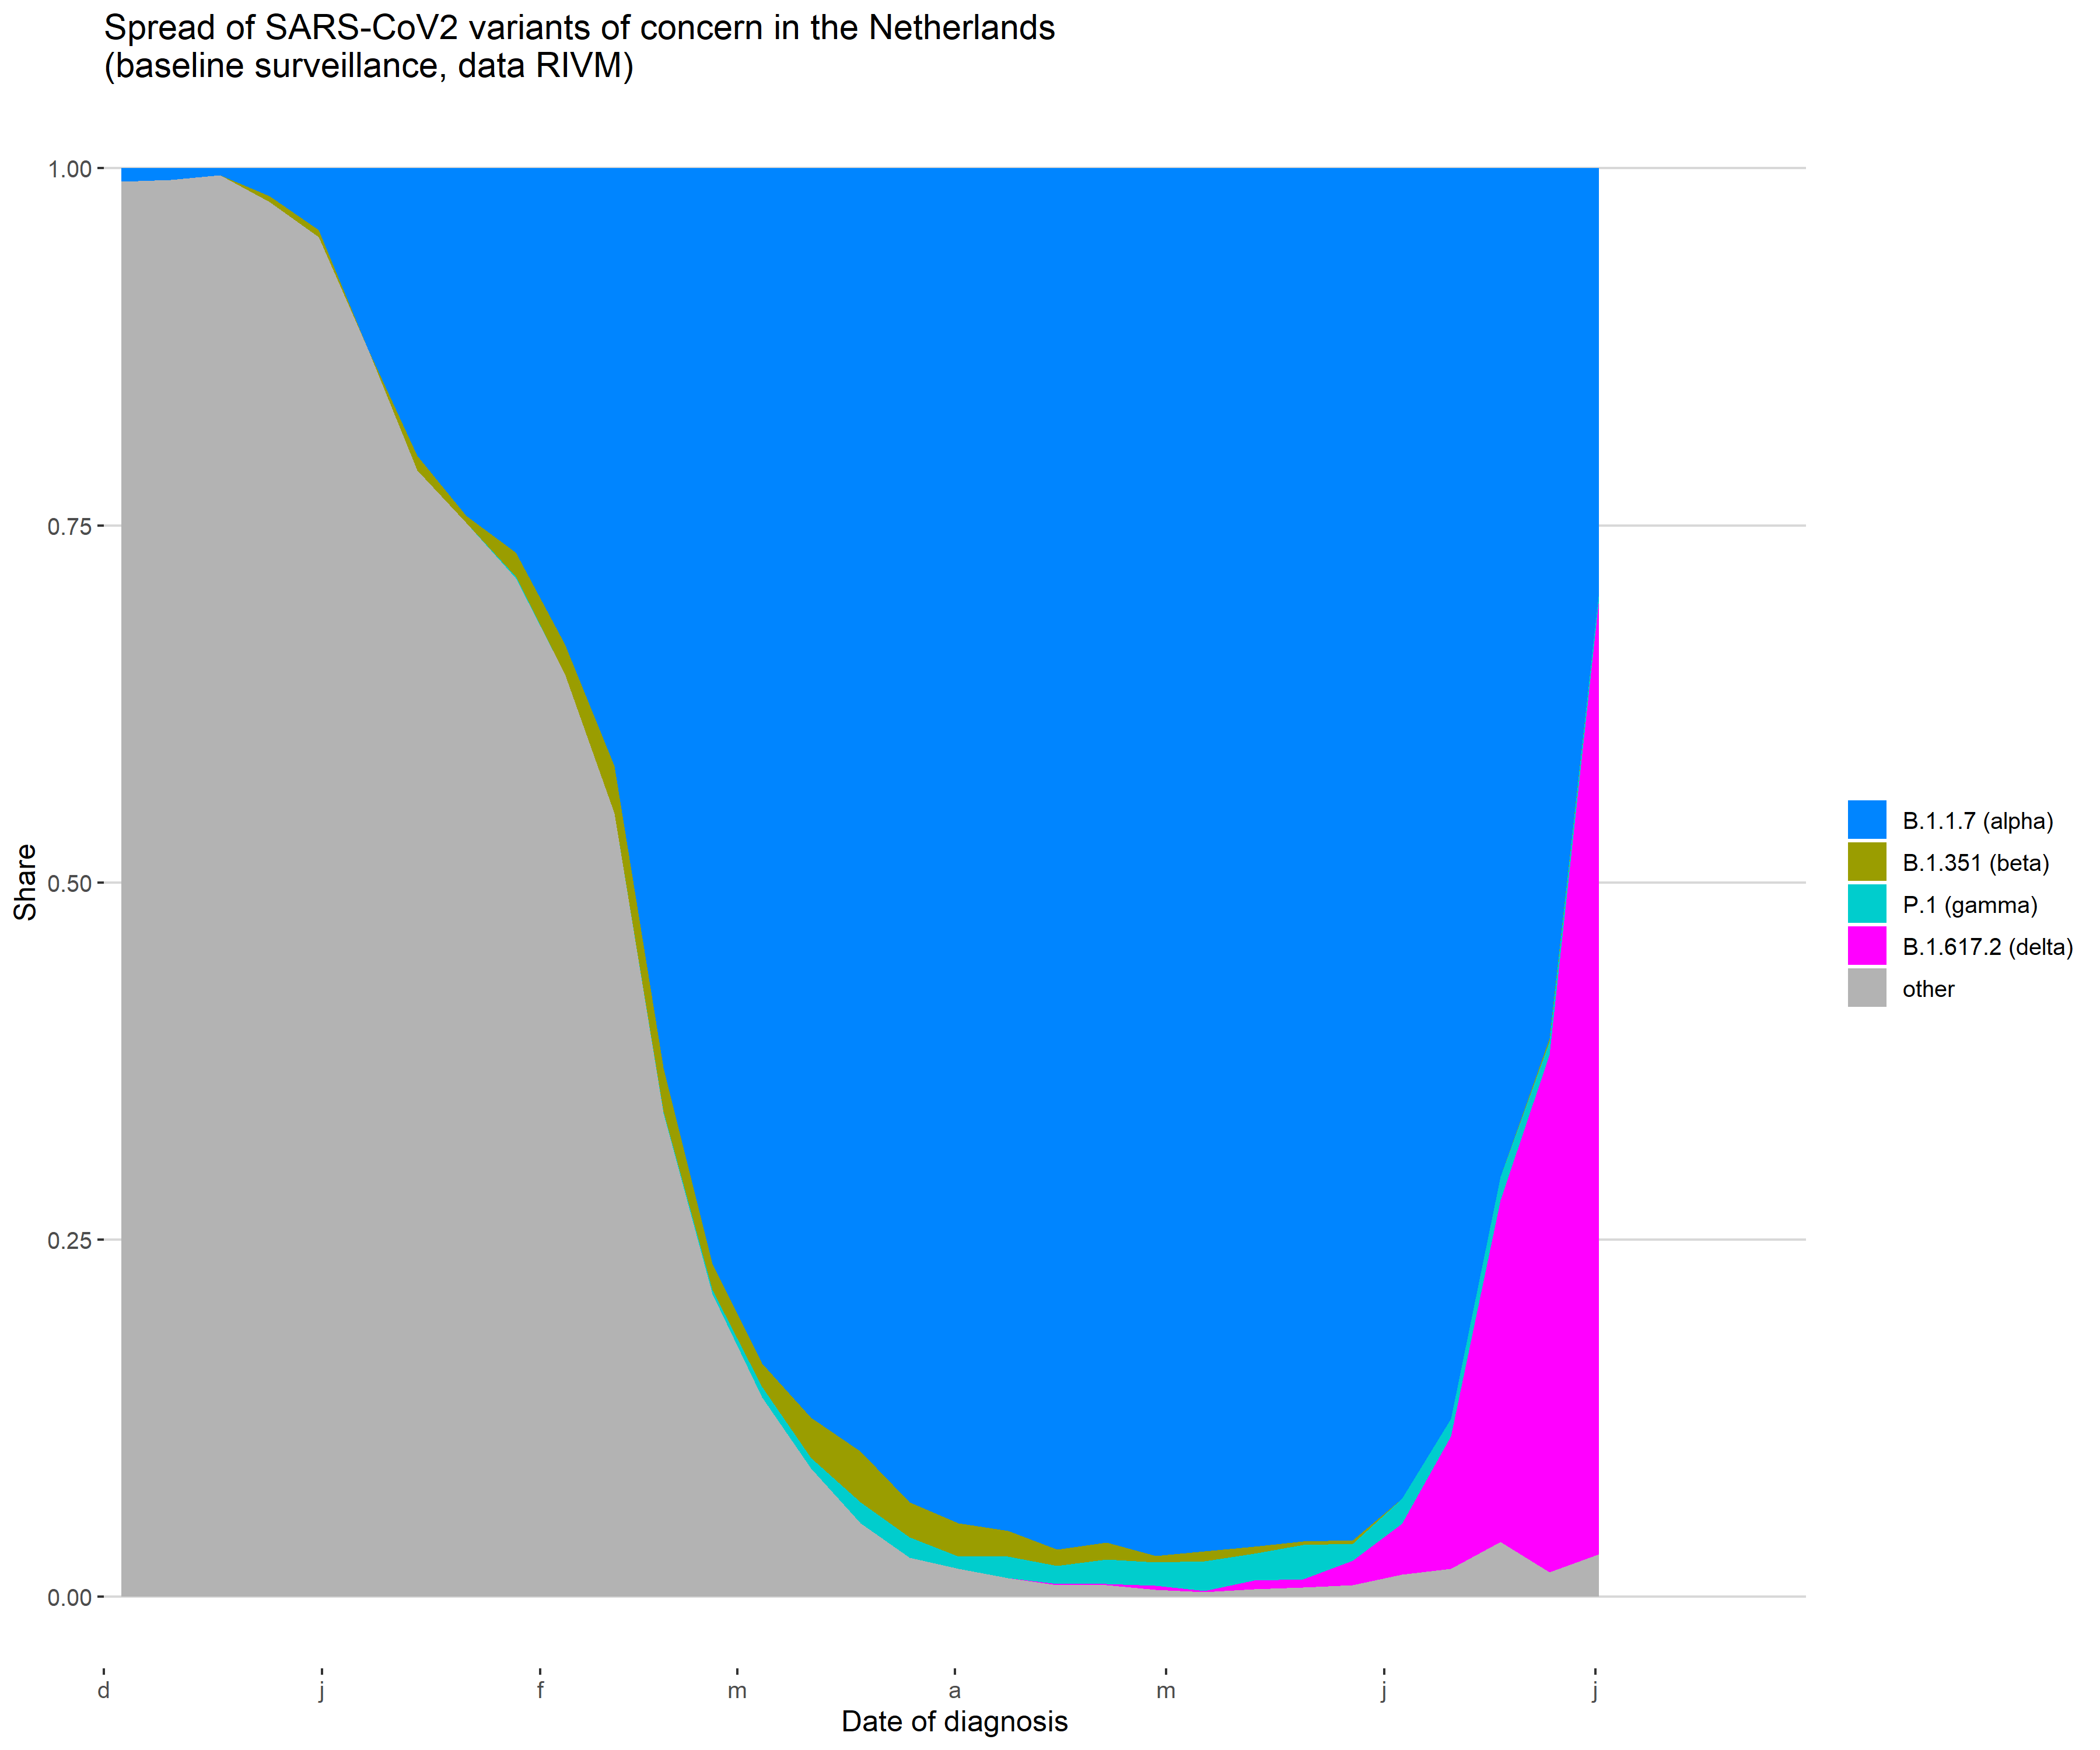 Spread of SARS-CoV2 variants of concern in the Netherlands
(baseline surveillance, data RIVM)
1.00
0.75
0.50
0.25
0.00
Share
d j f m a m j j
Date of diagnosis
B.1.1.7 (alpha)
B.1.351 (beta)
P.1 (gamma)
B.1.617.2 (delta)
other